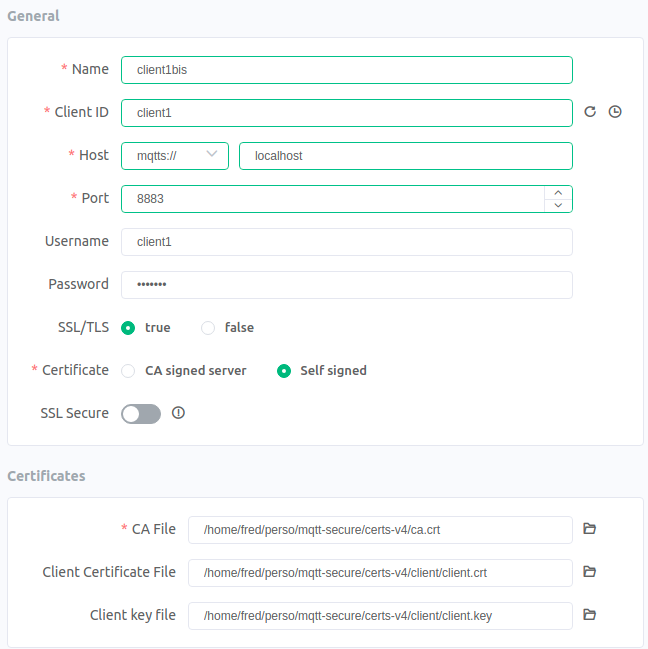 General
* Name client1bis
* Client ID client1
* Host mqtts:// localhost
* Port 8883
Username client1
Password •••••••
SSL/TLS true false
* Certificate CA signed server Self signed
SSL Secure
Certificates
* CA File /home/fred/perso/mqtt-secure/certs-v4/ca.crt
Client Certificate File /home/fred/perso/mqtt-secure/certs-v4/client/client.crt
Client key file /home/fred/perso/mqtt-secure/certs-v4/client/client.key